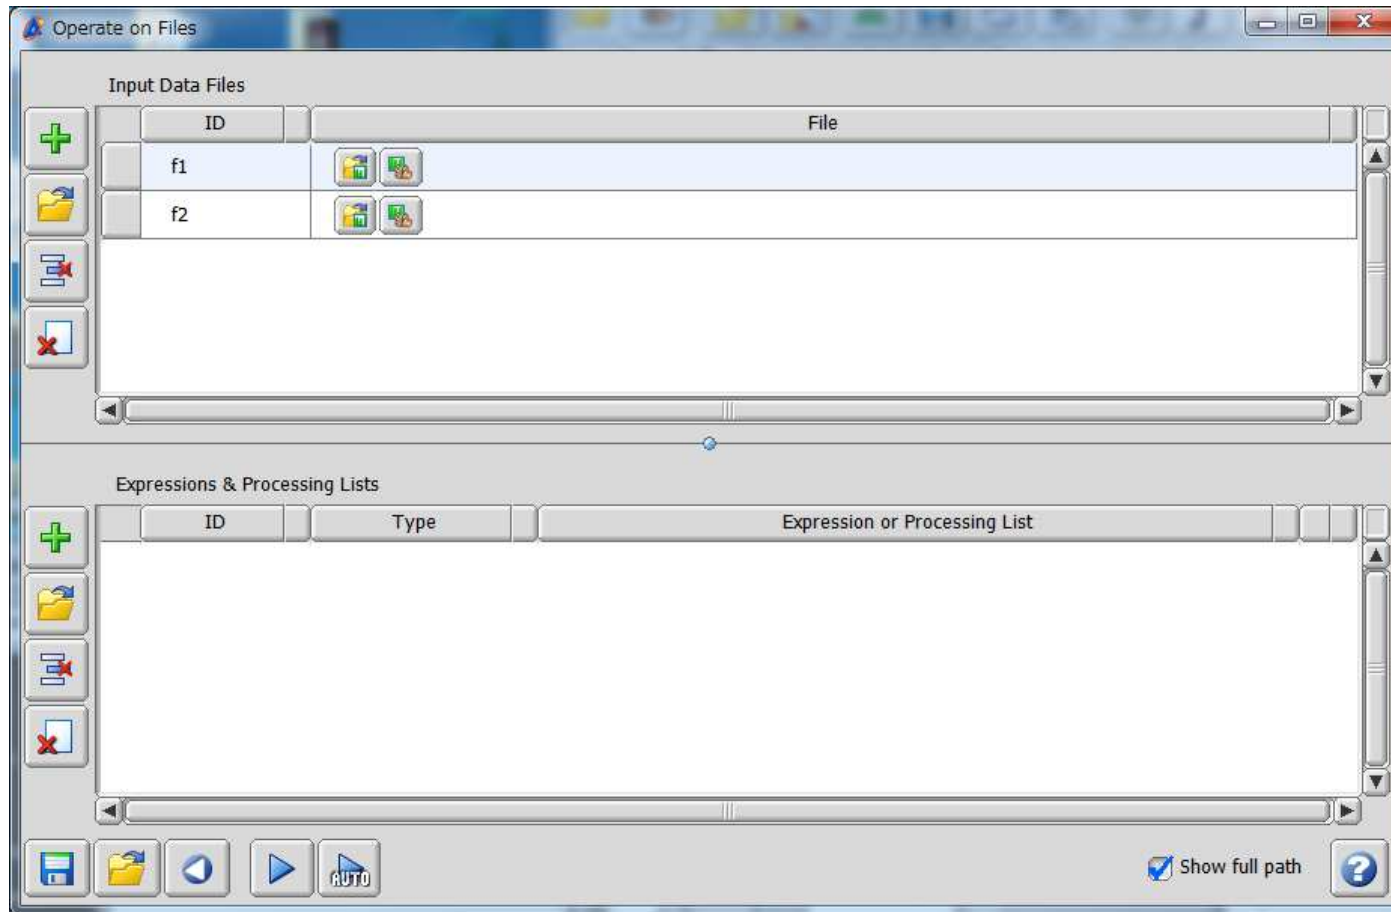 Operate on Files
Input Data Files
ID File
f1
f2
Expressions & Processing Lists
ID Type Expression or Processing List
AUTO
Show full path